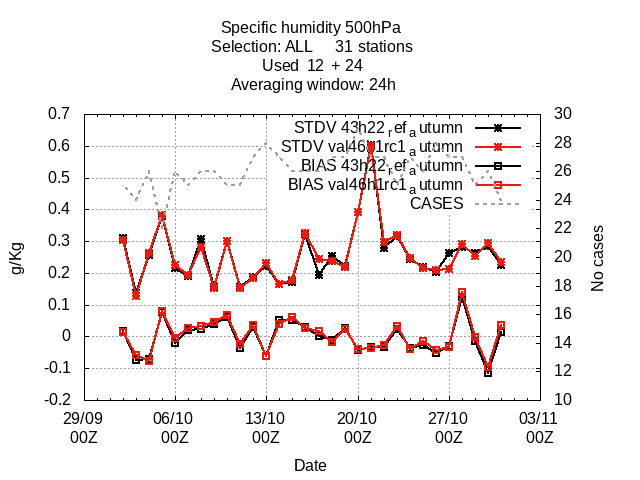 Specific humidity 500hPa
Selection: ALL 31 stations
Used 12 + 24
Averaging window: 24h
0.7
0.6
0.5
0.4
0.3
0.2
0.1
0
-0.1
-0.2
g/Kg
STDV 43h22_ref_autumn
STDV val46h1rc1_autumn
BIAS 43h22_ref_autumn
BIAS val46h1rc1_autumn
CASES
30
28
26
24
22
20
18
16
14
12
10
No cases
29/09 06/10 13/10 20/10 27/10 03/11
00Z 00Z 00Z 00Z 00Z 00Z
Date